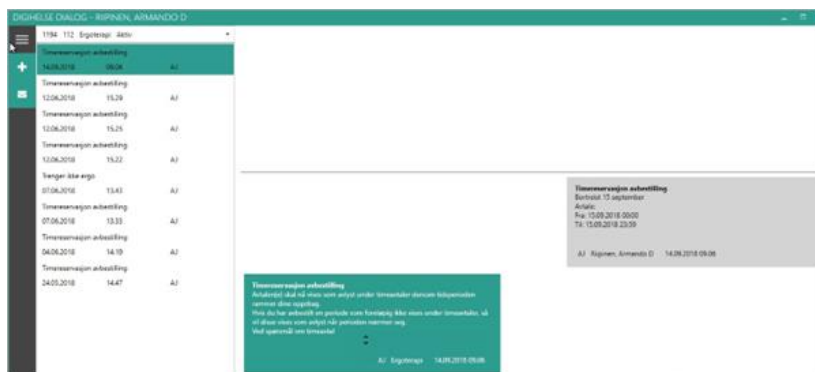 DIGIHELSE DIALOG - RIIPINEN, ARMANDO D
1194 112 Ergoterapi Aktiv
Timereservasjon avbestilling
14.09.2018 09.06 AJ
Timereservasjon avbestilling
12.06.2018 15.29 AJ
Timereservasjon avbestilling
12.06.2018 15.25 AJ
Timereservasjon avbestilling
12.06.2018 15.22 AJ
Trenger ikke ergo
07.06.2018 13.43 AJ
Timereservasjon avbestilling
07.06.2018 13.33 AJ
Timereservasjon avbestilling
04.06.2018 14.19 AJ
Timereservasjon avbestilling
24.05.2018 14.47 AJ
Timereservasjon avbestilling
Bortreist 15 september
Avtale:
Fra: 15.09.2018 00:00
Til: 15.09.2018 23:59
AJ Riipinen, Armando D 14.09.2018 09.06
Timereservasjon avbestilling
Avtale(r) skal nå vises som avlyst under timeavtaler dersom tidsperioden
rammer dine oppdrag.
Hvis du har avbestilt en periode som foreløpig ikke vises under timeavtaler, så
vil disse vises som avlyst når perioden nærmer seg.
Ved spørsmål om timeavtal
AJ Ergoterapi 14.09.2018 09.06